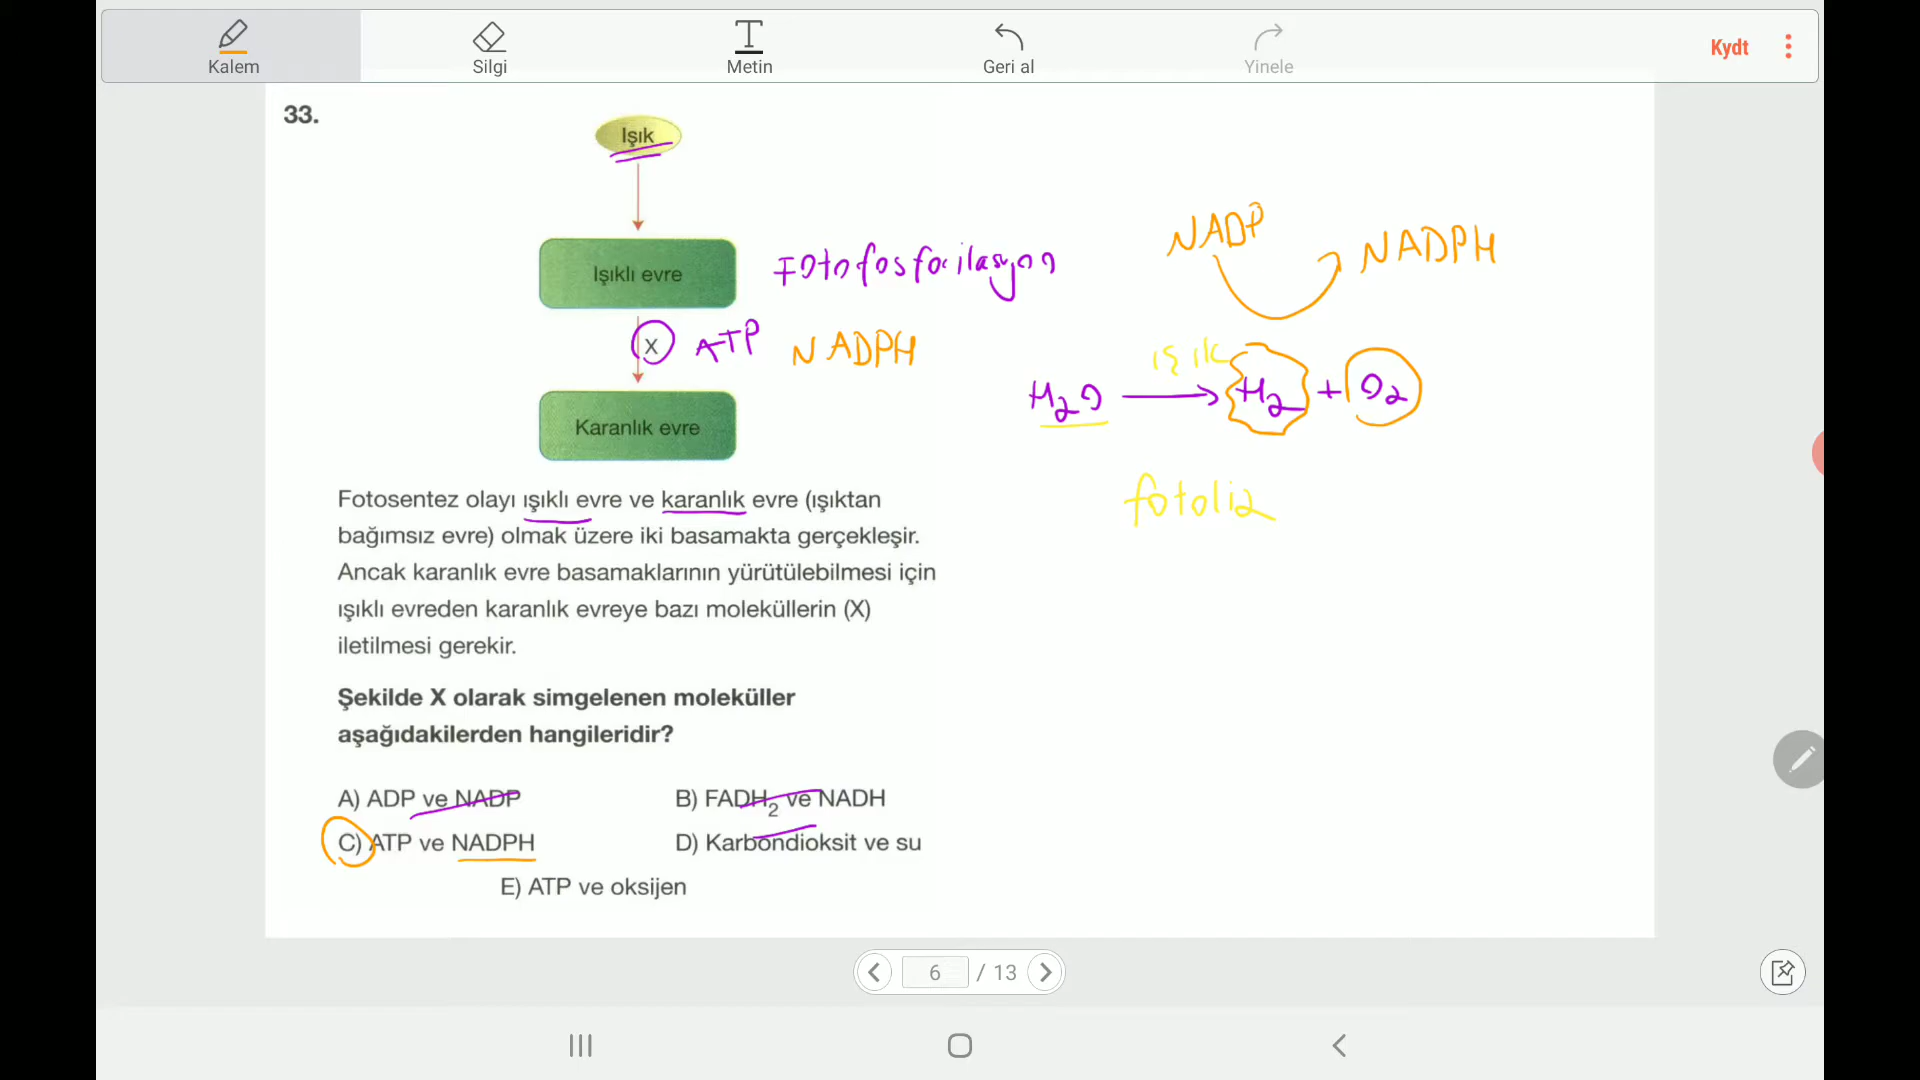 Kalem
Silgi
Metin
Geri al
Yinele
Kydt
33.
Işık
Işıklı evre
Fotofosforilasyon
NADP
NADPH
X
ATP
NADPH
ışık
H₂O → H₂ + O₂
Karanlık evre
fotoliz
Fotosentez olayı ışıklı evre ve karanlık evre (ışıktan
bağımsız evre) olmak üzere iki basamakta gerçekleşir.
Ancak karanlık evre basamaklarının yürütülebilmesi için
ışıklı evreden karanlık evreye bazı moleküllerin (X)
iletilmesi gerekir.
Şekilde X olarak simgelenen moleküller
aşağıdakilerden hangileridir?
A) ADP ve NADP
B) FADH₂ ve NADH
C) ATP ve NADPH
D) Karbondioksit ve su
E) ATP ve oksijen
6 / 13